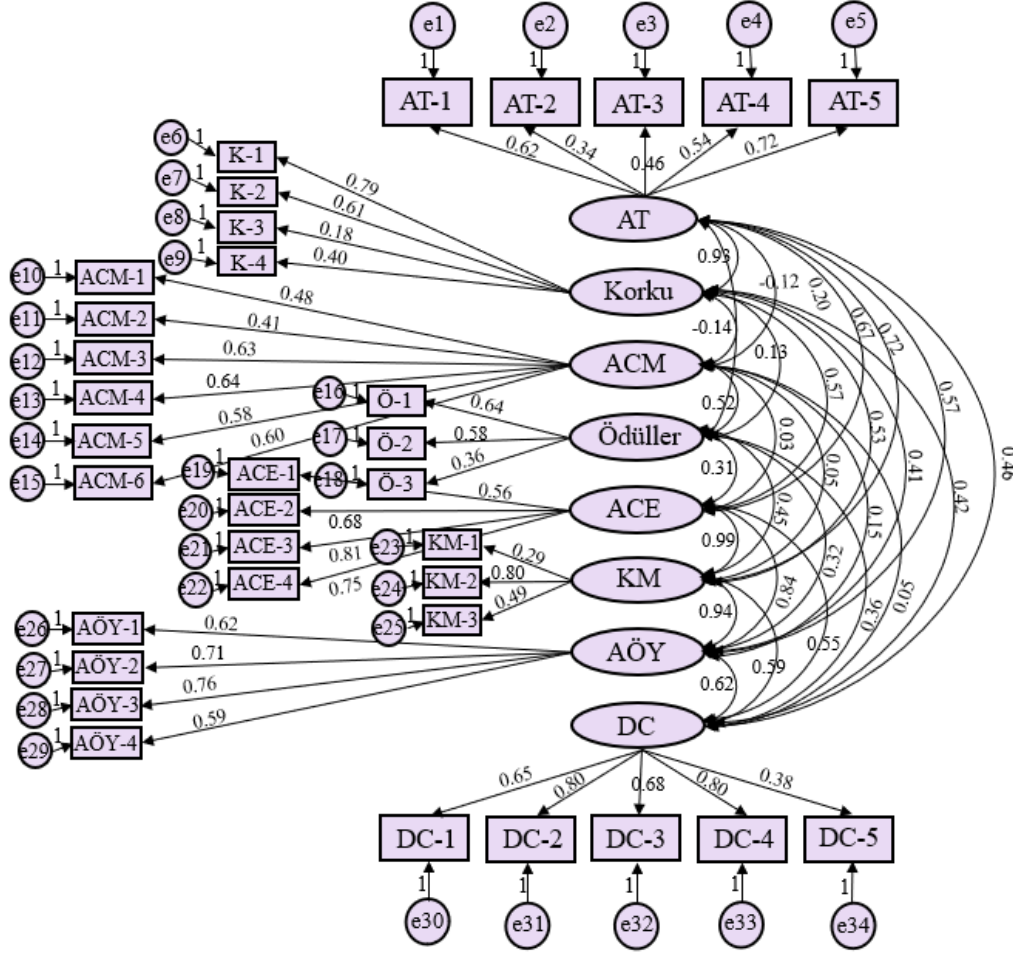 e1 e2 e3 e4 e5
1 1 1 1 1
AT-1 AT-2 AT-3 AT-4 AT-5
0.62 0.34 0.46 0.54 0.72
AT
e6 1 K-1 0.79
e7 1 K-2 0.61
e8 1 K-3 0.18
e9 1 K-4 0.40
Korku
e10 1 ACM-1 0.48
e11 1 ACM-2 0.41
e12 1 ACM-3 0.63
e13 1 ACM-4 0.64
e14 1 ACM-5 0.58
e15 1 ACM-6 0.60
ACM
e16 1 Ö-1 0.64
e17 1 Ö-2 0.58
e18 1 Ö-3 0.36
Ödüller
e19 1 ACE-1 0.56
e20 1 ACE-2 0.68
e21 1 ACE-3 0.81
e22 1 ACE-4 0.75
ACE
e23 1 KM-1 0.29
e24 1 KM-2 0.80
e25 1 KM-3 0.49
KM
e26 1 AÖY-1 0.62
e27 1 AÖY-2 0.71
e28 1 AÖY-3 0.76
e29 1 AÖY-4 0.59
AÖY
DC
0.93 -0.12 0.20 0.67 0.72 0.57 0.46
-0.14 0.13 0.57 0.53 0.41 0.42
0.52 0.03 0.05 0.15 0.05
0.31 0.45 0.32 0.36
0.99 0.84 0.55
0.94 0.59
0.62
0.65 0.80 0.68 0.80 0.38
DC-1 DC-2 DC-3 DC-4 DC-5
1 1 1 1 1
e30 e31 e32 e33 e34